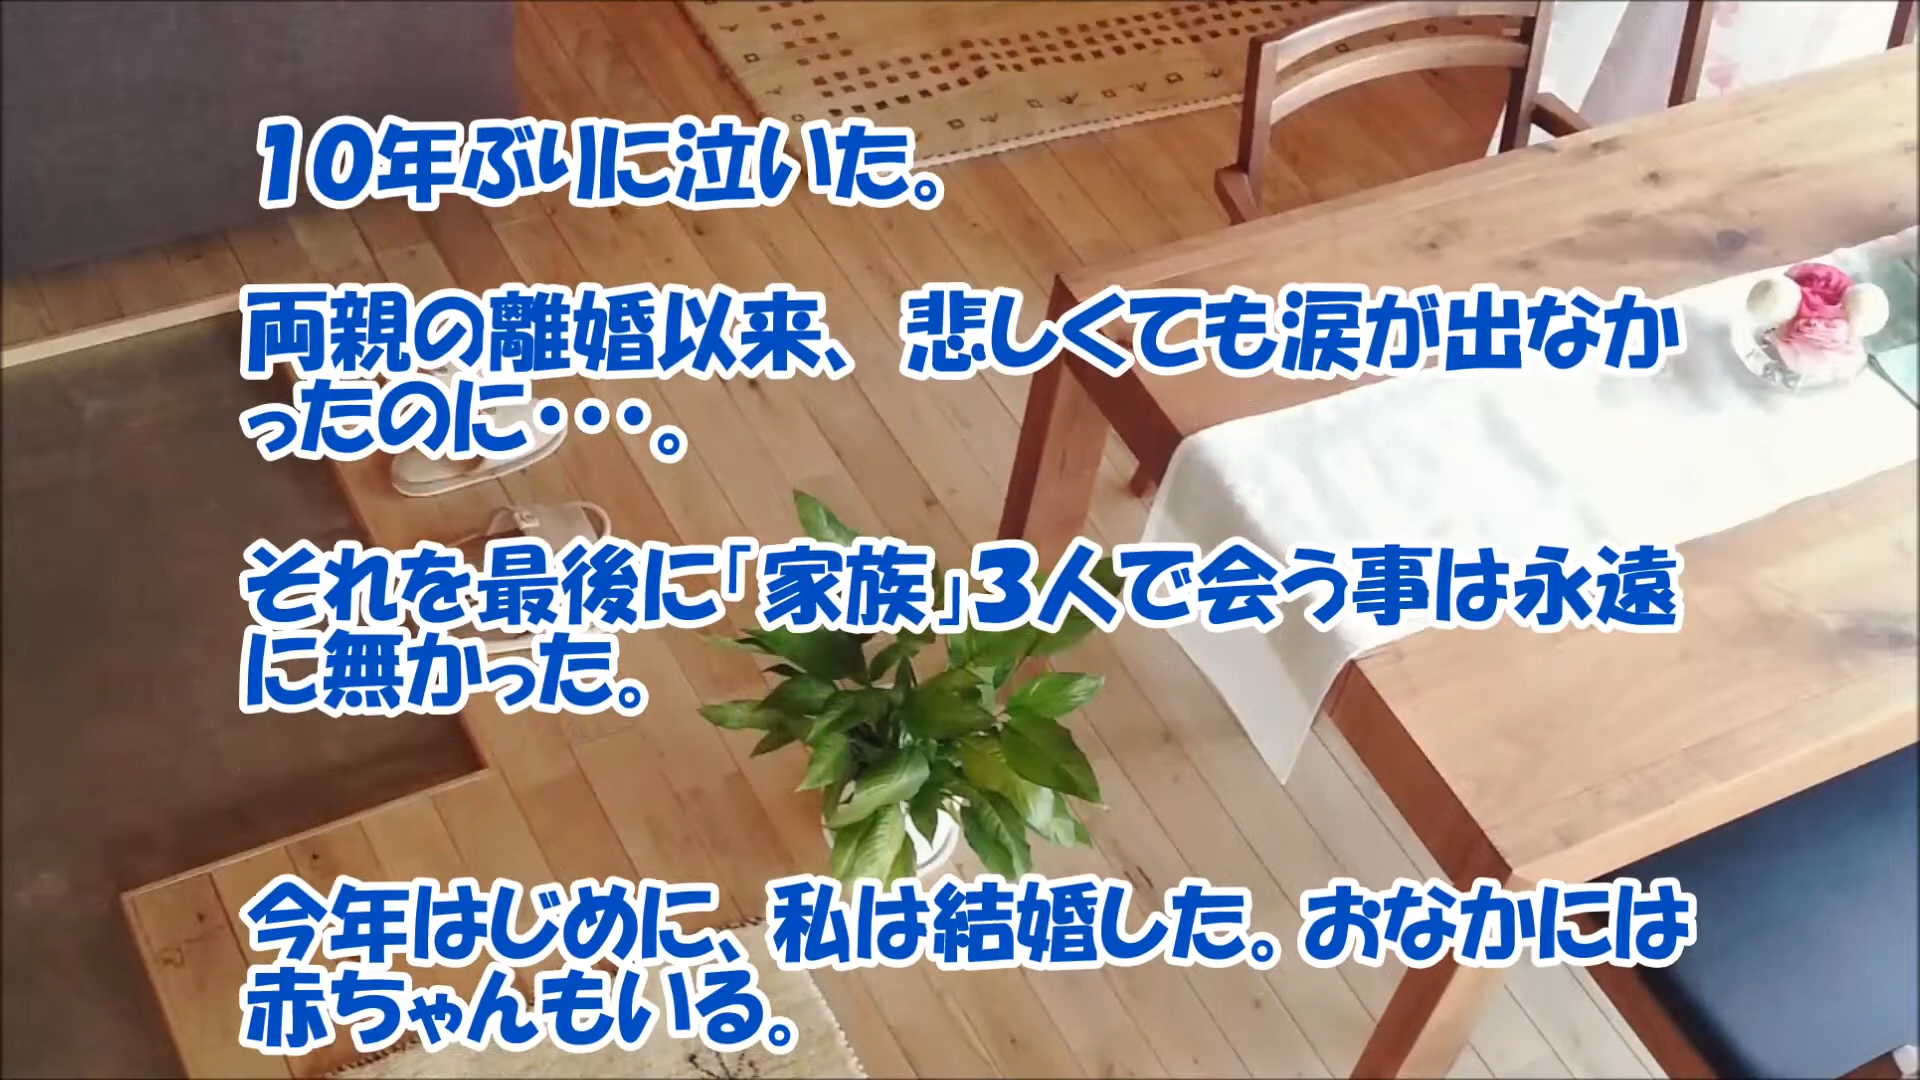 10年ぶりに泣いた。
両親の離婚以来、悲しくても涙が出なか
ったのに・・・。
それを最後に「家族」3人で会う事は永遠
に無かった。
今年はじめに、私は結婚した。おなかには
赤ちゃんもいる。